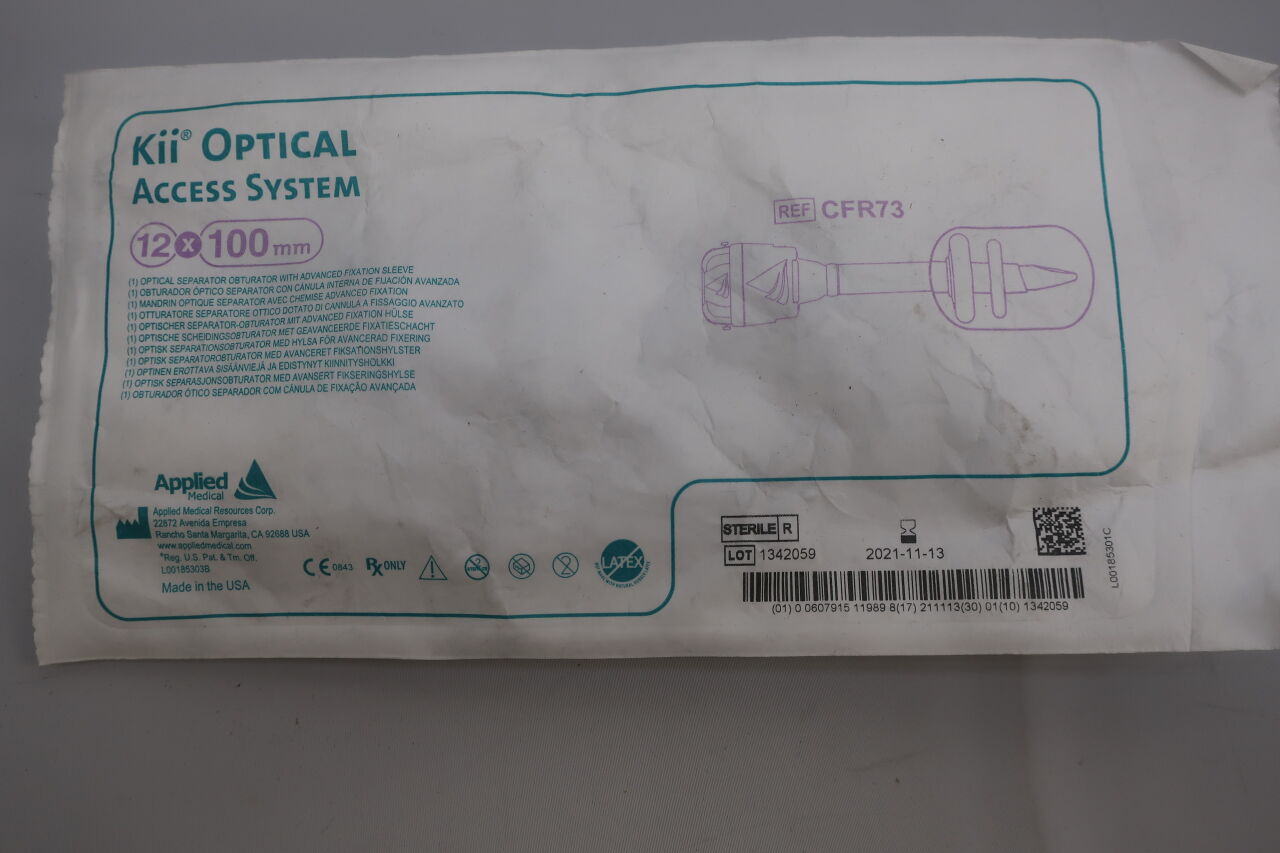 Kii® OPTICAL
ACCESS SYSTEM
12 x 100 mm
(1) OPTICAL SEPARATOR OBTURATOR WITH ADVANCED FIXATION SLEEVE
(1) OBTURADOR ÓPTICO SEPARATOR CON CÁNULA INTERNA DE FIJACIÓN AVANZADA
(1) MANDRIN OPTIQUE SEPARATOR AVEC CHEMISE ADVANCED FIXATION
(1) OTTURATORE SEPARATORE OTTICO DOTATO DI CANNULA A FISSAGGIO AVANZATO
(1) OPTISCHER SEPARATOR-OBTURATOR MIT ADVANCED FIXATION HÜLSE
(1) OPTISCHE SCHEIDINGSOBTURATOR MET GEAVANCEERDE FIXATIESCHACHT
(1) OPTISK SEPARATIONSOBTURATOR MED HYLSA FÖR AVANCERAD FIXERING
(1) OPTISK SEPARATOROBTURATOR MED AVANCERET FIKSATIONSHYLSTER
(1) OPTINEN EROTTAVA SISÄÄNVIEJÄ JA EDISTYNYT KIINNITYSHOLKKI
(1) OPTISK SEPARASJONSOBTURATOR MED AVANSERT FIKSERINGSHYLSE
(1) OBTURADOR ÓTICO SEPARADOR COM CÂNULA DE FIXAÇÃO AVANÇADA
REF CFR73
Applied
Medical
Applied Medical Resources Corp.
22872 Avenida Empresa
Rancho Santa Margarita, CA 92688 USA
www.appliedmedical.com
*Reg. U.S. Pat. & Tm. Off.
L00185303B
Made in the USA
CE 0843
Rx ONLY
2
LATEX
STERILE R
LOT 1342059
2021-11-13
(01) 0 0607915 11989 8(17) 211113(30) 01(10) 1342059
L00185301C